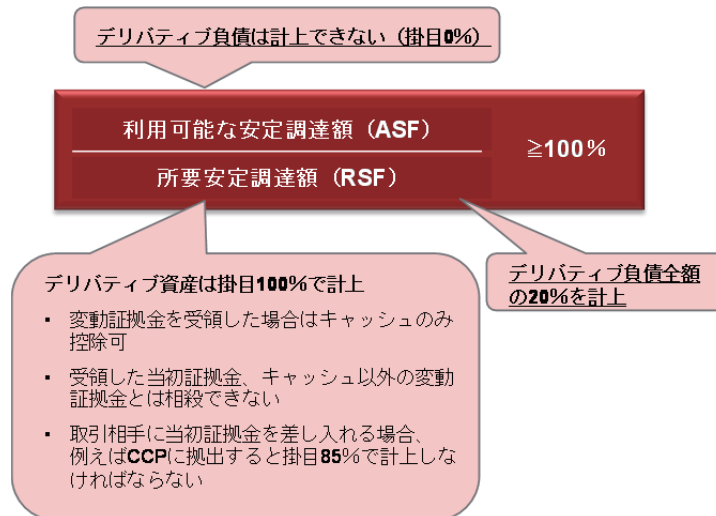 デリバティブ負債は計上できない（掛目0％）
利用可能な安定調達額（ASF）
所要安定調達額（RSF）
≧100％
デリバティブ資産は掛目100％で計上
▪ 変動証拠金を受領した場合はキャッシュのみ
控除可
▪ 受領した当初証拠金、キャッシュ以外の変動
証拠金とは相殺できない
▪ 取引相手に当初証拠金を差し入れる場合、
例えばCCPに拠出すると掛目85％で計上しな
ければならない
デリバティブ負債全額
の20％を計上